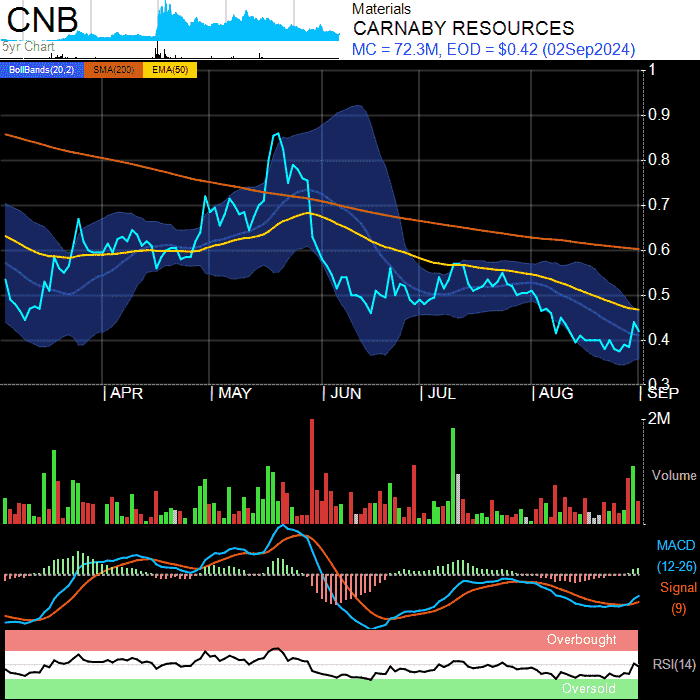 CNB
5yr Chart
Materials
CARNABY RESOURCES
MC = 72.3M, EOD = $0.42 (02Sep2024)
BollBands(20,2) SMA(200) EMA(50)
1
0.9
0.8
0.7
0.6
0.5
0.4
0.3
| APR | MAY | JUN | JUL | AUG | SEP
2M
Volume
MACD
(12-26)
Signal
(9)
Overbought
RSI(14)
Oversold